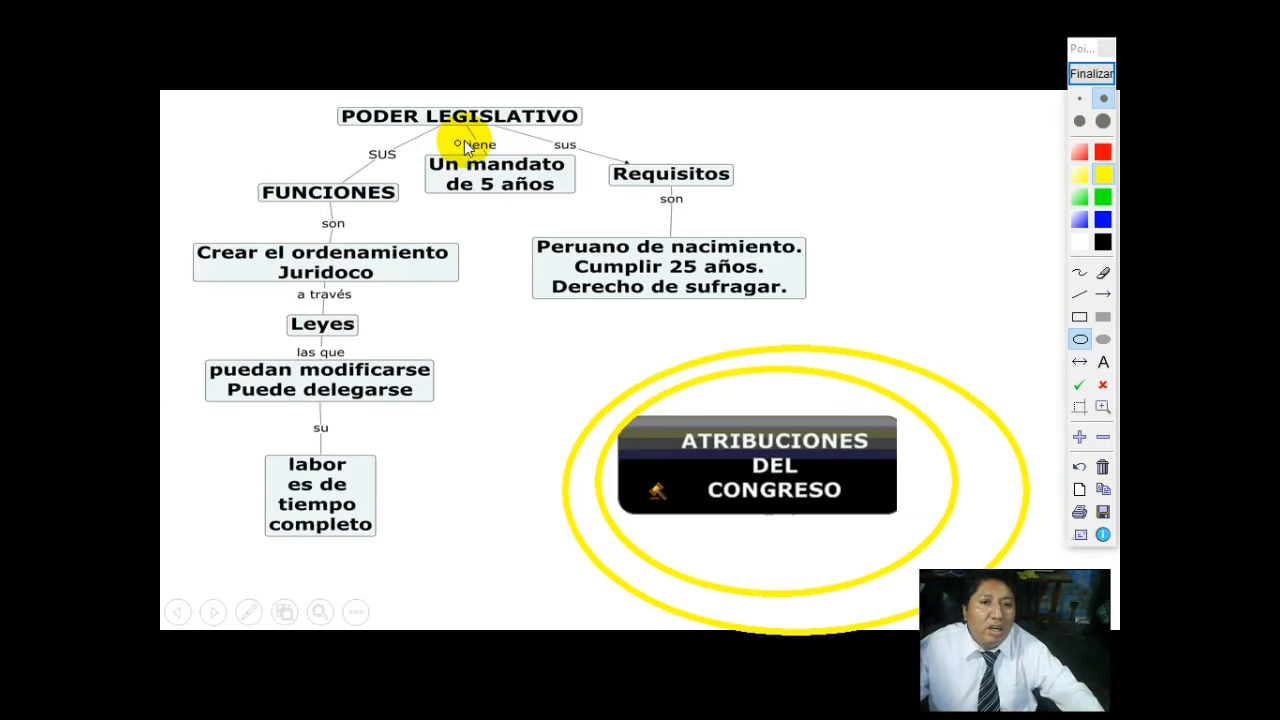 Poi...
Finalizar
PODER LEGISLATIVO
SUS
FUNCIONES
son
Crear el ordenamiento
Juridoco
a través
Leyes
las que
puedan modificarse
Puede delegarse
su
labor
es de
tiempo
completo
tiene
Un mandato
de 5 años
sus
Requisitos
son
Peruano de nacimiento.
Cumplir 25 años.
Derecho de sufragar.
ATRIBUCIONES
DEL
CONGRESO
A